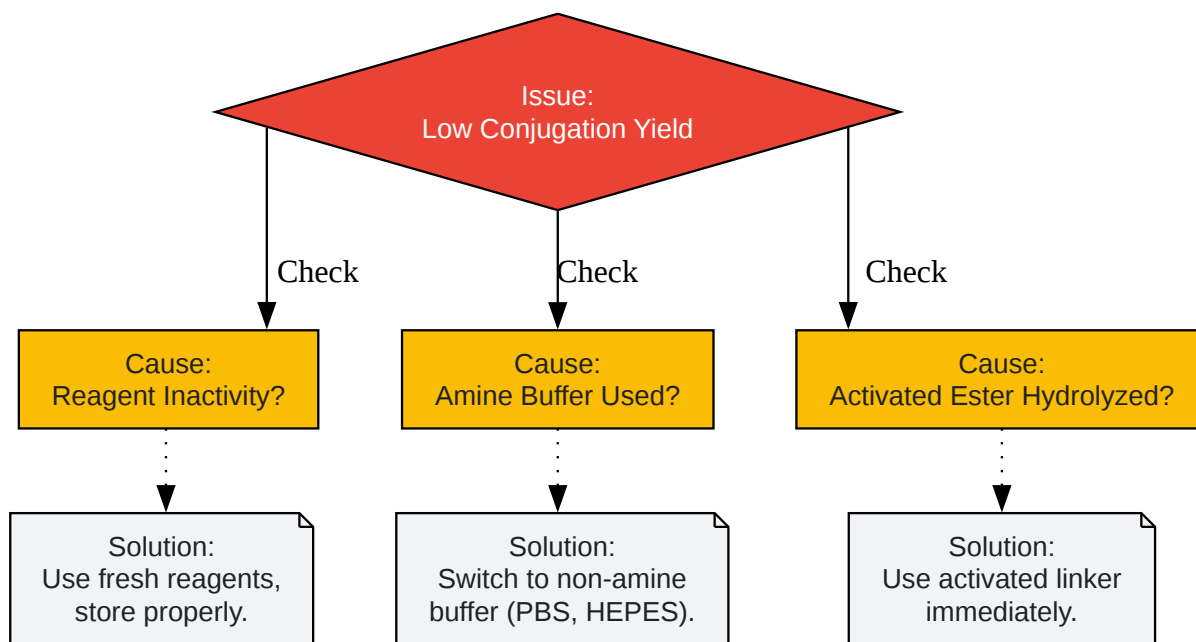 Issue:
Low Conjugation Yield
Check
Check
Check
Cause:
Reagent Inactivity?
Cause:
Amine Buffer Used?
Cause:
Activated Ester Hydrolyzed?
Solution:
Use fresh reagents,
store properly.
Solution:
Switch to non-amine
buffer (PBS, HEPES).
Solution:
Use activated linker
immediately.